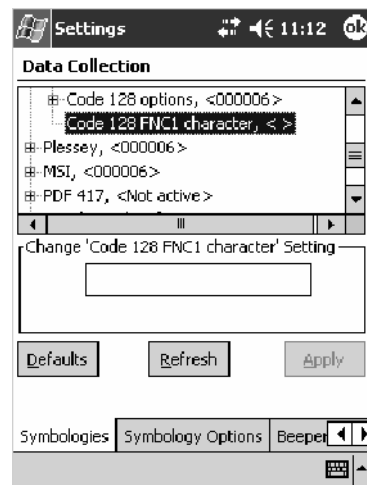 Settings 11:12 ok
Data Collection
Code 128 options, <000006>
Code 128 FNC1 character, < >
Plessey, <000006>
MSI, <000006>
PDF 417, <Not active>
Change 'Code 128 FNC1 character' Setting
Defaults Refresh Apply
Symbologies Symbology Options Beeper